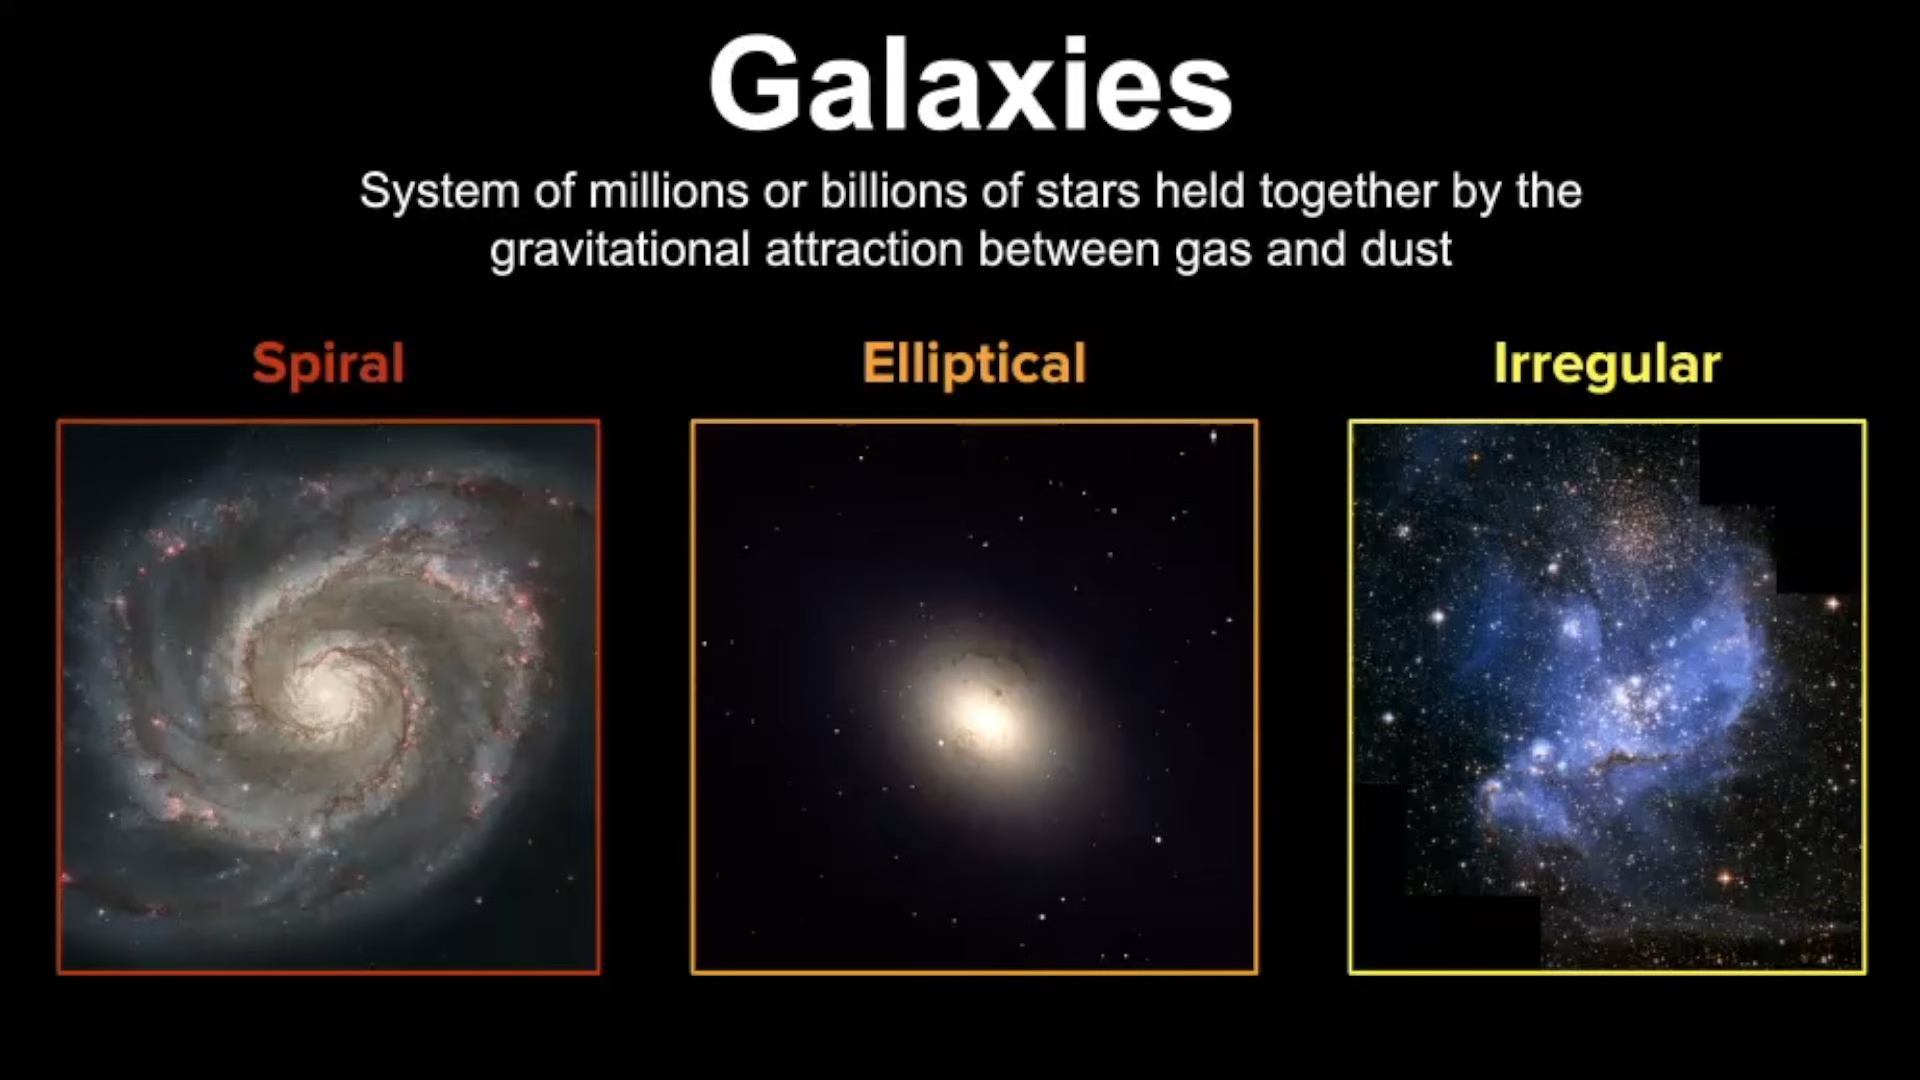 Galaxies
System of millions or billions of stars held together by the
gravitational attraction between gas and dust
Spiral
Elliptical
Irregular